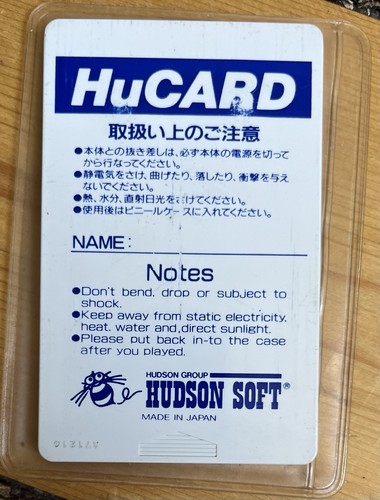 HuCARD
取扱い上のご注意
●本体との抜き差しは、必ず本体の電源を切って
から行なってください。
●静電気をさけ、曲げたり、落したり、衝撃を与え
ないでください。
●熱、水分、直射日光をさけてください。
●使用後はビニールケースに入れてください。
NAME:
Notes
●Don't bend, drop or subject to
shock.
●Keep away from static electricity,
heat, water and,direct sunlight.
●Please put back in-to the case
after you played.
HUDSON GROUP
HUDSON SOFT®
MADE IN JAPAN